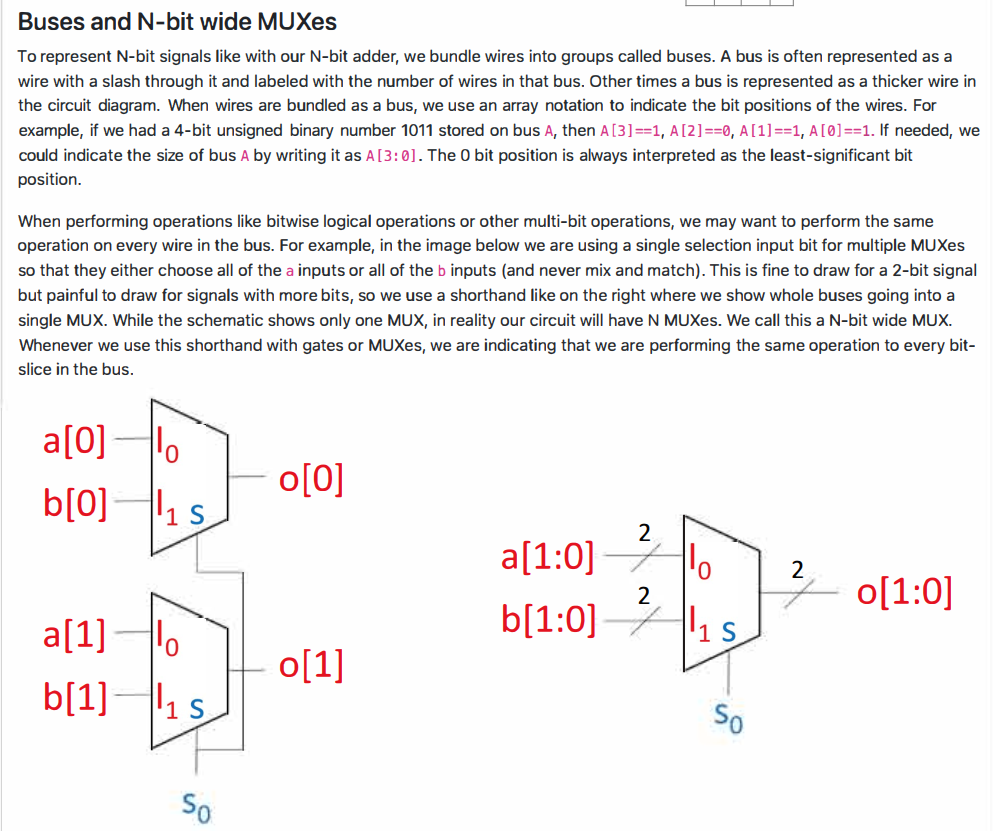 Buses and N-bit wide MUXes
To represent N-bit signals like with our N-bit adder, we bundle wires into groups called buses. A bus is often represented as a
wire with a slash through it and labeled with the number of wires in that bus. Other times a bus is represented as a thicker wire in
the circuit diagram. When wires are bundled as a bus, we use an array notation to indicate the bit positions of the wires. For
example, if we had a 4-bit unsigned binary number 1011 stored on bus A, then A[3]==1, A[2]==0, A[1]==1, A[0]==1. If needed, we
could indicate the size of bus A by writing it as A[3:0]. The 0 bit position is always interpreted as the least-significant bit
position.
When performing operations like bitwise logical operations or other multi-bit operations, we may want to perform the same
operation on every wire in the bus. For example, in the image below we are using a single selection input bit for multiple MUXes
so that they either choose all of the a inputs or all of the b inputs (and never mix and match). This is fine to draw for a 2-bit signal
but painful to draw for signals with more bits, so we use a shorthand like on the right where we show whole buses going into a
single MUX. While the schematic shows only one MUX, in reality our circuit will have N MUXes. We call this a N-bit wide MUX.
Whenever we use this shorthand with gates or MUXes, we are indicating that we are performing the same operation to every bit-
slice in the bus.
a[0] I0
o[0]
b[0] I1 S
a[1] I0
o[1]
b[1] I1 S
S0
2
a[1:0] I0
2
o[1:0]
2
b[1:0] I1 S
S0